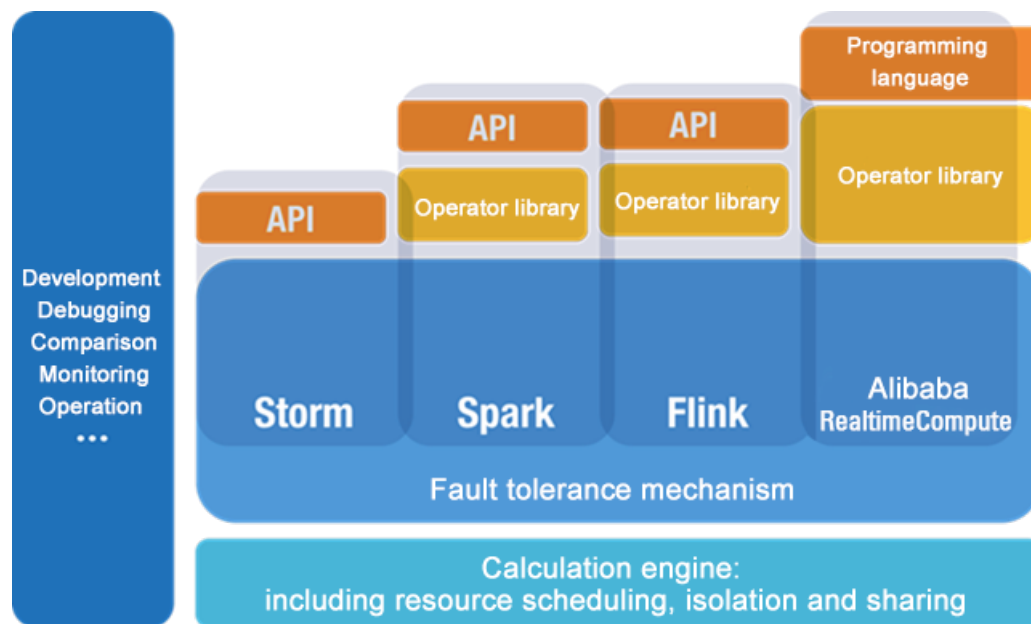 Development
Debugging
Comparison
Monitoring
Operation
...
API
Storm
API
Operator library
Spark
API
Operator library
Flink
Programming
language
Operator library
Alibaba
RealtimeCompute
Fault tolerance mechanism
Calculation engine:
including resource scheduling, isolation and sharing